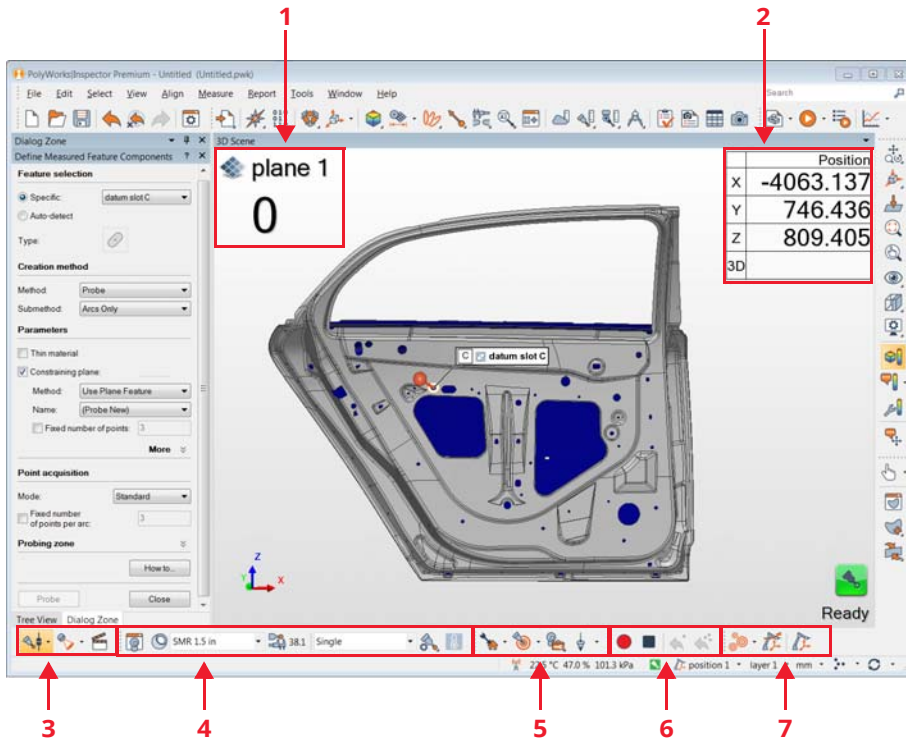 1
2
PolyWorks|Inspector Premium - Untitled (Untitled.pwk)
File Edit Select View Align Measure Report Tools Window Help
Search
Dialog Zone
3D Scene
Define Measured Feature Components ?
Feature selection
Specific: datum slot C
Auto-detect
Type:
Creation method
Method: Probe
Submethod: Arcs Only
Parameters
Thin material
Constraining plane:
Method: Use Plane Feature
Name: (Probe New)
Fixed number of points: 3
More
Point acquisition
Mode: Standard
Fixed number
of points per arc: 3
Probing zone
How to...
Probe Close
Tree View Dialog Zone
plane 1
0
Position
X -4063.137
Y 746.436
Z 809.405
3D
C datum slot C
Z
Y X
Ready
SMR 1.5 in 38.1 Single
47.0 % 101.3 kPa position 1 layer 1 mm
3 4 5 6 7